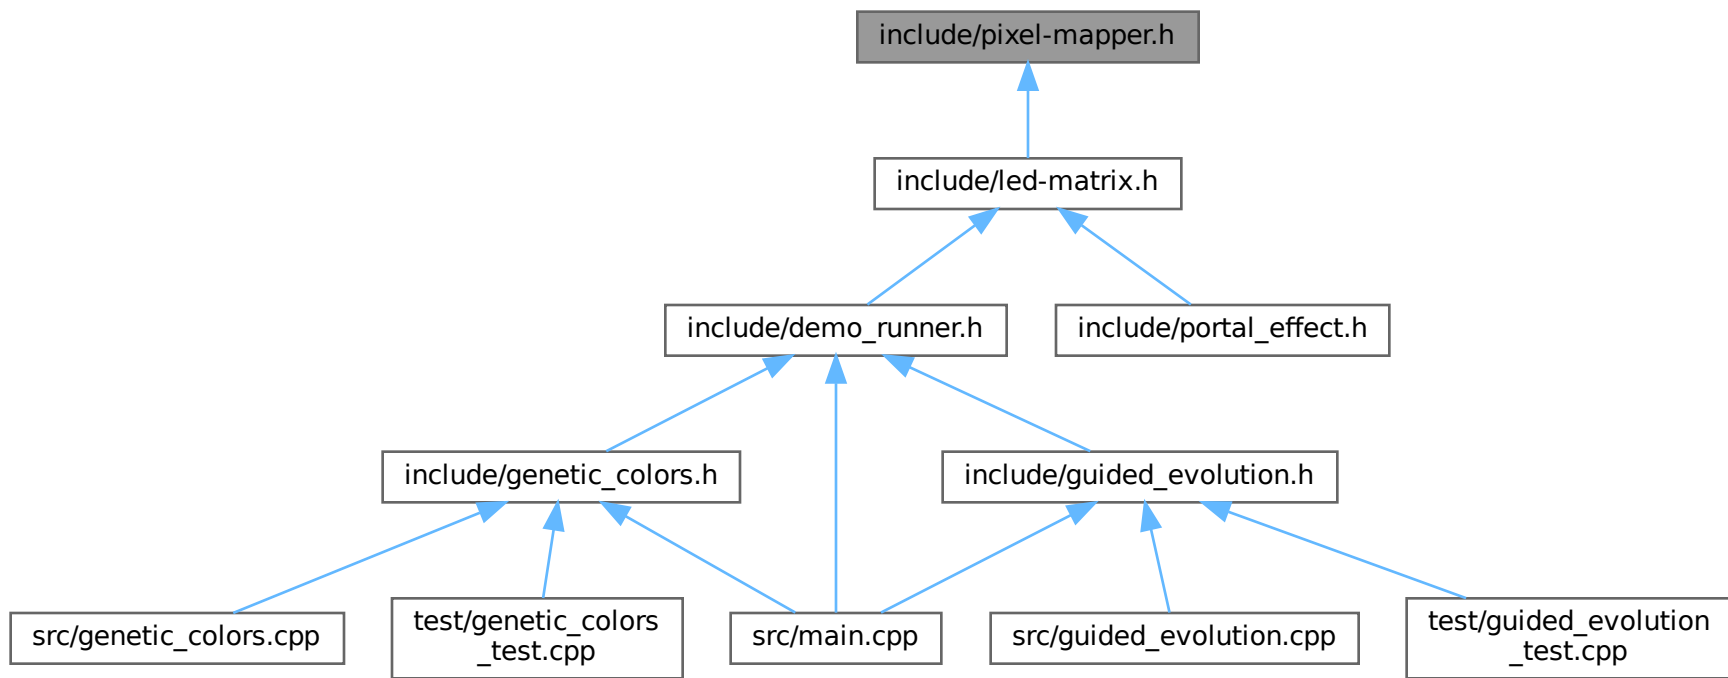 include/pixel-mapper.h
include/led-matrix.h
include/demo_runner.h
include/portal_effect.h
include/genetic_colors.h
include/guided_evolution.h
src/genetic_colors.cpp
test/genetic_colors
_test.cpp
src/main.cpp
src/guided_evolution.cpp
test/guided_evolution
_test.cpp